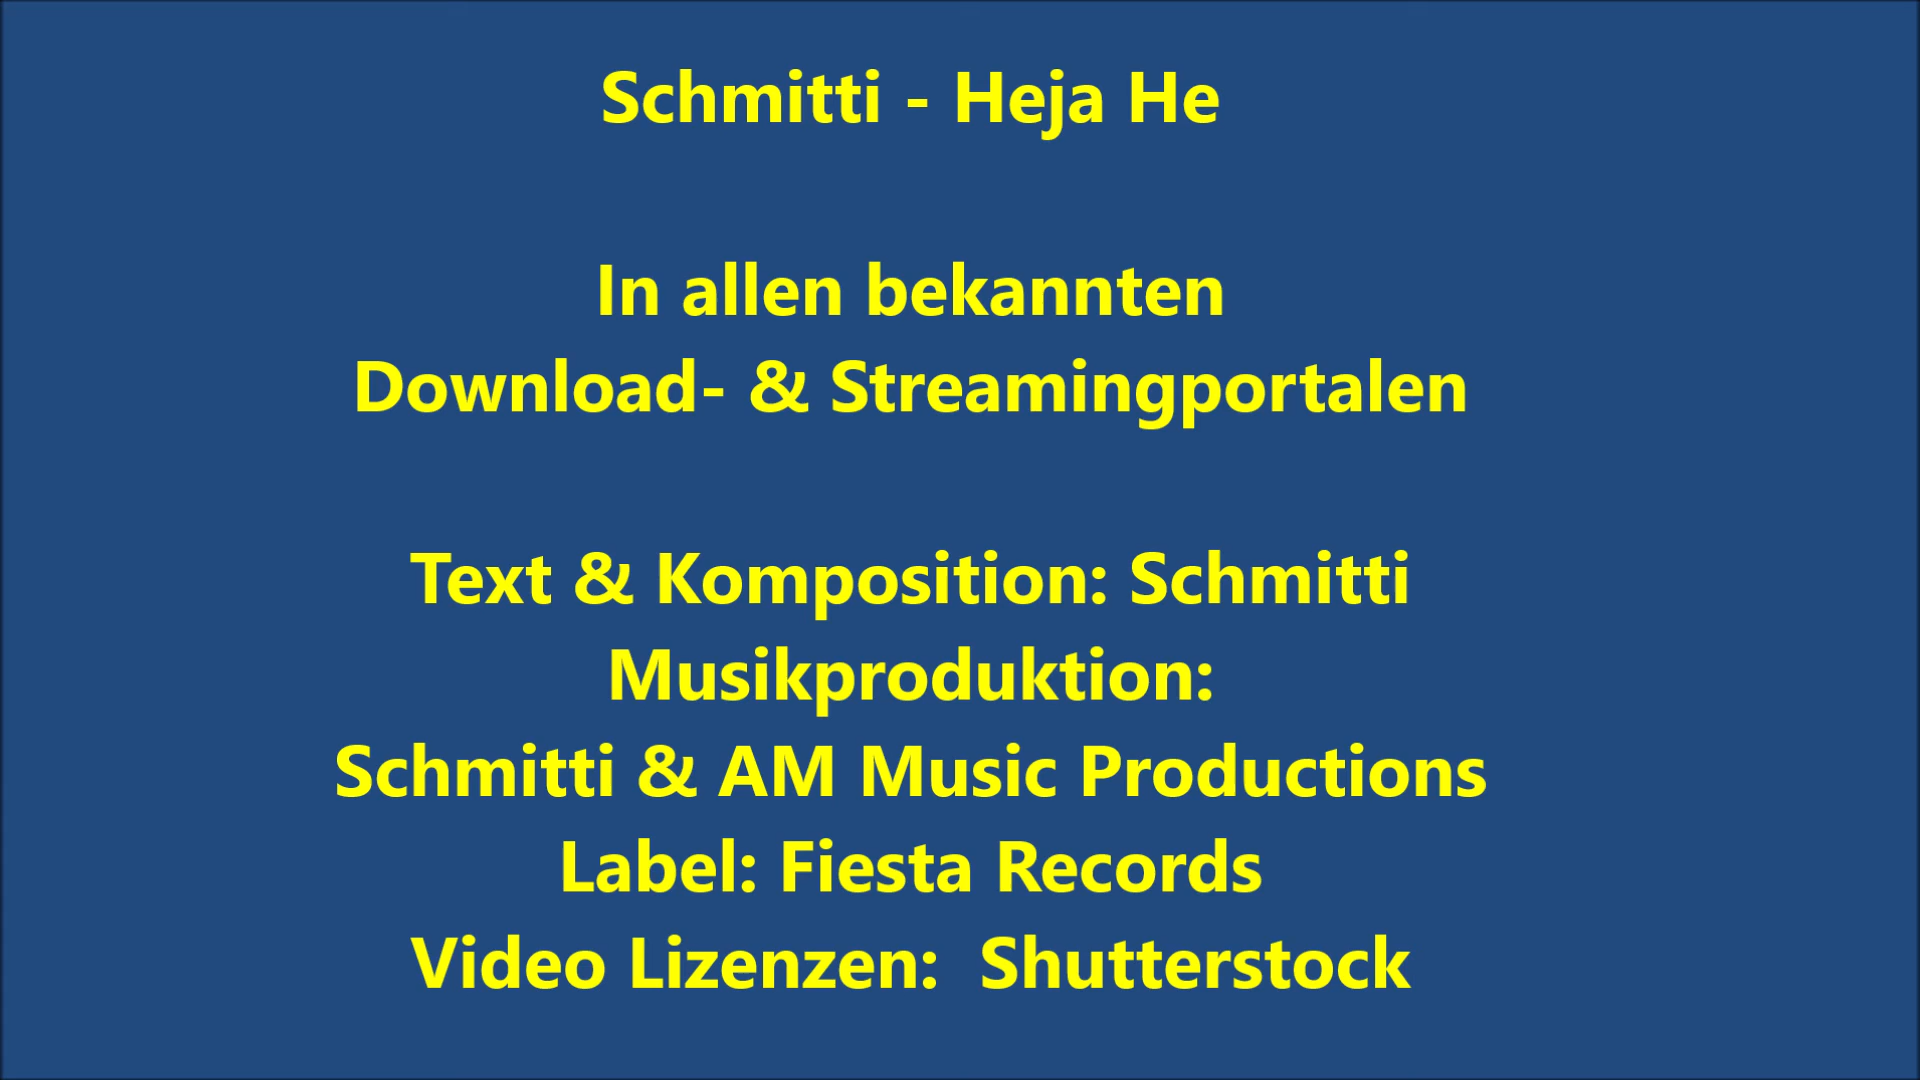 Schmitti - Heja He
In allen bekannten
Download- & Streamingportalen
Text & Komposition: Schmitti
Musikproduktion:
Schmitti & AM Music Productions
Label: Fiesta Records
Video Lizenzen:  Shutterstock